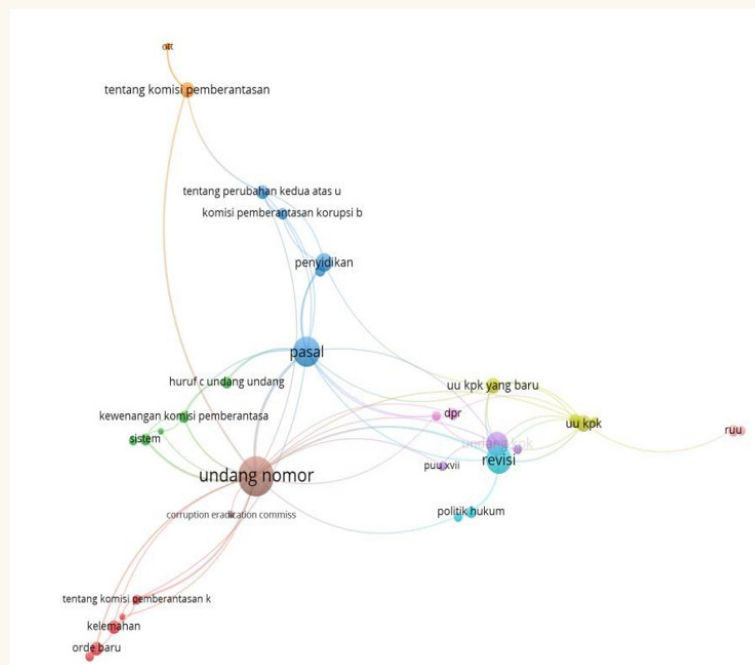 ott
tentang komisi pemberantasan
tentang perubahan kedua atas u
komisi pemberantasan korupsi b
penyidikan
pasal
huruf c undang undang
uu kpk yang baru
kewenangan komisi pemberantasa
dpr
uu kpk
ruu
sistem
undang kpk
revisi
puu xvii
undang nomor
politik hukum
corruption eradication commiss
tentang komisi pemberantasan k
kelemahan
orde baru